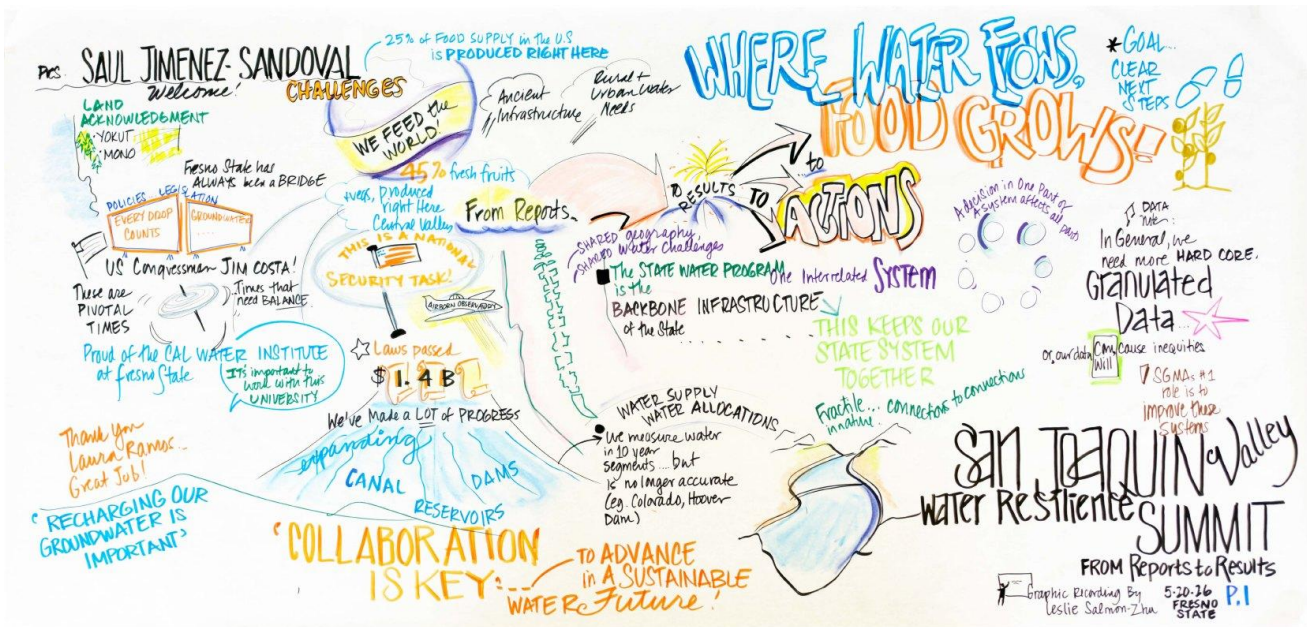 Pres. SAUL JIMENEZ-SANDOVAL
Welcome!
LAND
ACKNOWLEDGMENT
YOKUT
MONO
Fresno State has
ALWAYS been a BRIDGE
POLICIES LEGISLATION
EVERY DROP
COUNTS
GROUNDWATER
....
US Congressman JIM COSTA!
These are
PIVOTAL
TIMES
Times that
need BALANCE
Proud of the CAL WATER INSTITUTE
at fresno State
ITs important to
work with this
UNIVERSITY
Thank you
Laura Ramos...
Great Job!
"RECHARGING OUR
GROUNDWATER IS
IMPORTANT"
CHALLENGES
25% of FOOD SUPPLY in the U.S
is PRODUCED RIGHT HERE
WE FEED the
WORLD!
Ancient
Infrastructure
Rural +
Urban water
Needs
45% fresh fruits
+ veg, produced
right Here
Central Valley
THIS IS A NATIONAL
SECURITY TASK!
AIRBORN OBSERVATORY
Laws passed
$ 1.4 B
We've Made a LOT of PROGRESS
expanding
CANAL
DAMS
RESERVOIRS
'COLLABORATION
IS KEY:...
TO ADVANCE
in A SUSTAINABLE
WATER Future!
From Reports...
TO
RESULTS
...to
TO
ACTIONS
SHARED geography,
SHARED Water Challenges
The STATE WATER PROGRAM
is the
BACKBONE INFRASTRUCTURE
of the State
..........
One Interrelated SYSTEM
THIS KEEPS OUR
STATE SYSTEM
TOGETHER
Fractile... connections to connections
in nature.
WATER SUPPLY
WATER ALLOCATIONS
We measure water
in 10 year
segments ... but
is no longer accurate
(eg. Colorado, Hoover
Dam)
WHERE WATER FLOWS,
FOOD GROWS!!
* GOAL...
CLEAR
NEXT
STEPS
A decision in One Part of
a system affects all
parts
DATA
note:
In General, we
need more HARD CORE.
Granulated
Data...
or, our data Can/Will cause inequities
SGMAs #1
role is to
improve these
Systems
SAN JOAQUIN Valley
Water Resilience
SUMMIT
FROM Reports to Results
Graphic Recording By
Leslie Salmon-Zhu
5-20-26
FRESNO
STATE
P.1